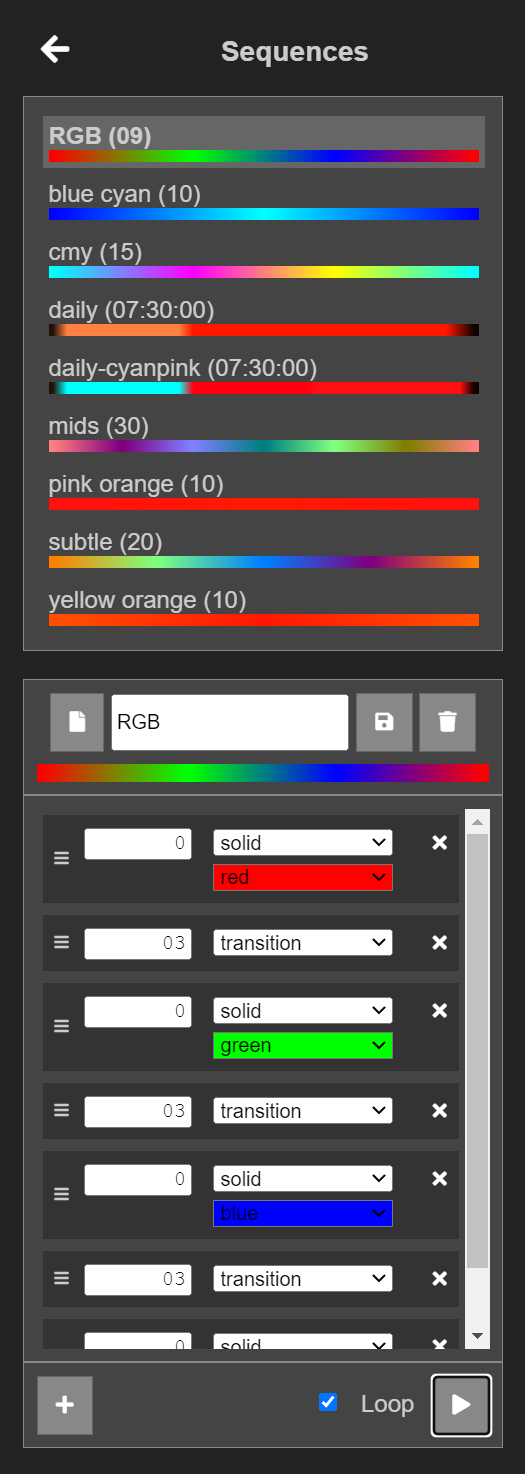 Sequences
RGB (09)
blue cyan (10)
cmy (15)
daily (07:30:00)
daily-cyanpink (07:30:00)
mids (30)
pink orange (10)
subtle (20)
yellow orange (10)
RGB
0 solid
red
03 transition
0 solid
green
03 transition
0 solid
blue
03 transition
0 solid
Loop